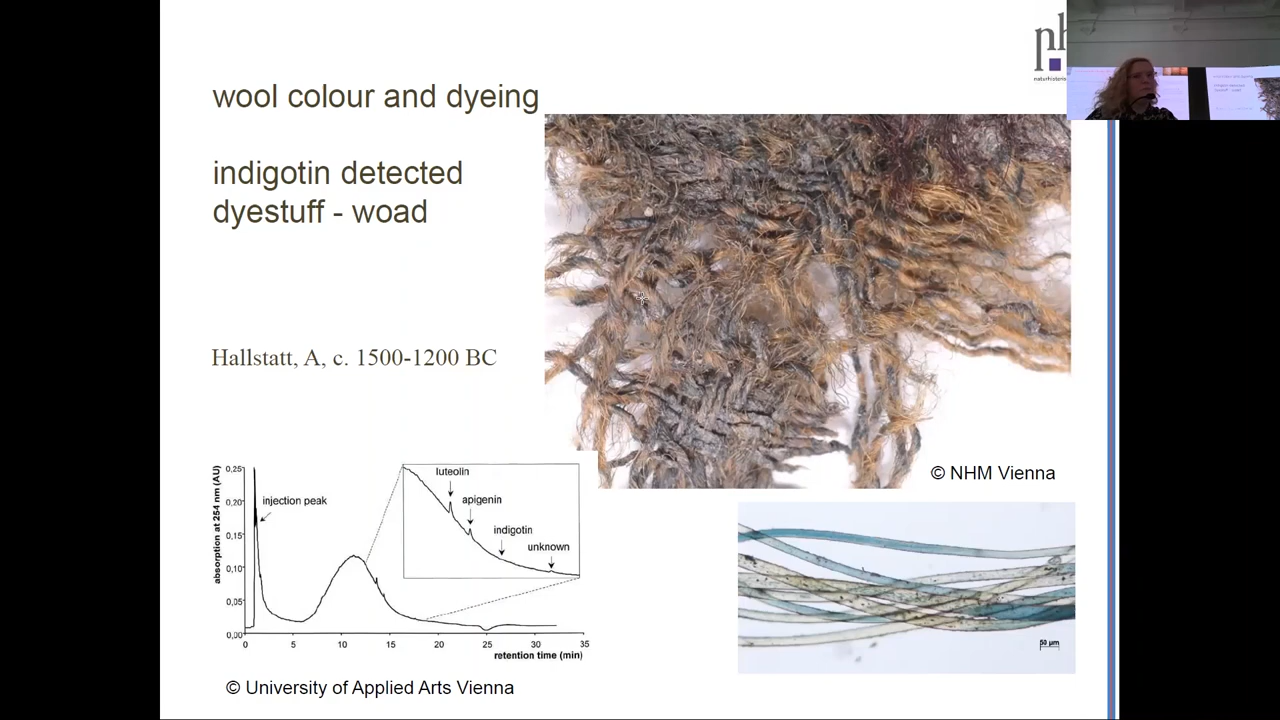 wool colour and dyeing
indigotin detected
dyestuff - woad
Hallstatt, A, c. 1500-1200 BC
© NHM Vienna
absorption at 254 nm (AU)
0,25
0,20
0,15
0,10
0,05
0,00
injection peak
luteolin
apigenin
indigotin
unknown
0 5 10 15 20 25 30 35
retention time (min)
50 µm
© University of Applied Arts Vienna